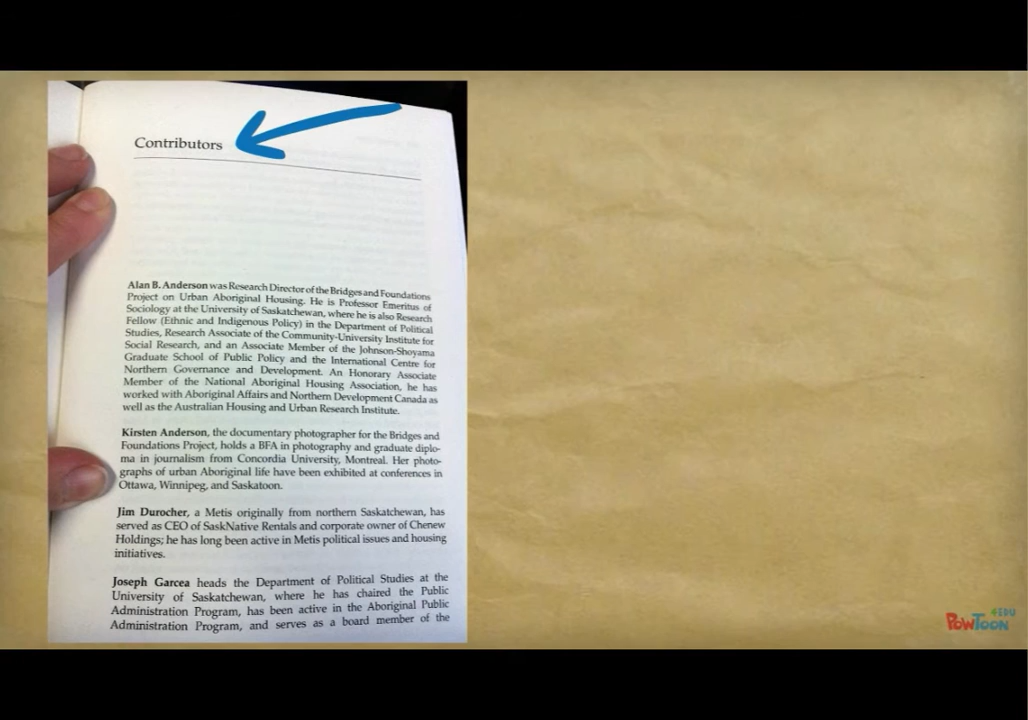 Contributors
Alan B. Anderson was Research Director of the Bridges and Foundations
Project on Urban Aboriginal Housing. He is Professor Emeritus of
Sociology at the University of Saskatchewan, where he is also Research
Fellow (Ethnic and Indigenous Policy) in the Department of Political
Studies, Research Associate of the Community-University Institute for
Social Research, and an Associate Member of the Johnson-Shoyama
Graduate School of Public Policy and the International Centre for
Northern Governance and Development. An Honorary Associate
Member of the National Aboriginal Housing Association, he has
worked with Aboriginal Affairs and Northern Development Canada as
well as the Australian Housing and Urban Research Institute.
Kirsten Anderson, the documentary photographer for the Bridges and
Foundations Project, holds a BFA in photography and graduate diplo-
ma in journalism from Concordia University, Montreal. Her photo-
graphs of urban Aboriginal life have been exhibited at conferences in
Ottawa, Winnipeg, and Saskatoon.
Jim Durocher, a Metis originally from northern Saskatchewan, has
served as CEO of SaskNative Rentals and corporate owner of Chenew
Holdings; he has long been active in Metis political issues and housing
initiatives.
Joseph Garcea heads the Department of Political Studies at the
University of Saskatchewan, where he has chaired the Public
Administration Program, has been active in the Aboriginal Public
Administration Program, and serves as a board member of the
4EDU
POWTOON